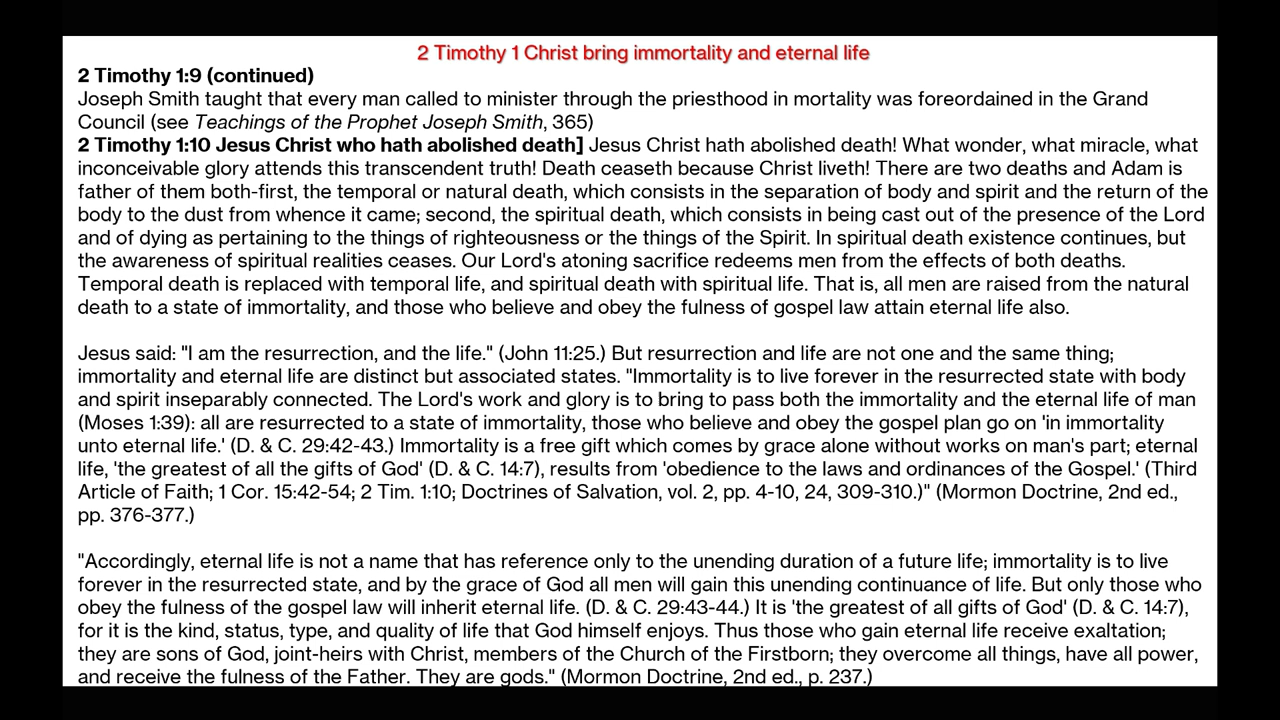 2 Timothy 1 Christ bring immortality and eternal life
2 Timothy 1:9 (continued)
Joseph Smith taught that every man called to minister through the priesthood in mortality was foreordained in the Grand
Council (see Teachings of the Prophet Joseph Smith, 365)
2 Timothy 1:10 Jesus Christ who hath abolished death] Jesus Christ hath abolished death! What wonder, what miracle, what
inconceivable glory attends this transcendent truth! Death ceaseth because Christ liveth! There are two deaths and Adam is
father of them both-first, the temporal or natural death, which consists in the separation of body and spirit and the return of the
body to the dust from whence it came; second, the spiritual death, which consists in being cast out of the presence of the Lord
and of dying as pertaining to the things of righteousness or the things of the Spirit. In spiritual death existence continues, but
the awareness of spiritual realities ceases. Our Lord's atoning sacrifice redeems men from the effects of both deaths.
Temporal death is replaced with temporal life, and spiritual death with spiritual life. That is, all men are raised from the natural
death to a state of immortality, and those who believe and obey the fulness of gospel law attain eternal life also.
Jesus said: "I am the resurrection, and the life." (John 11:25.) But resurrection and life are not one and the same thing;
immortality and eternal life are distinct but associated states. "Immortality is to live forever in the resurrected state with body
and spirit inseparably connected. The Lord's work and glory is to bring to pass both the immortality and the eternal life of man
(Moses 1:39): all are resurrected to a state of immortality, those who believe and obey the gospel plan go on 'in immortality
unto eternal life.' (D. & C. 29:42-43.) Immortality is a free gift which comes by grace alone without works on man's part; eternal
life, 'the greatest of all the gifts of God' (D. & C. 14:7), results from 'obedience to the laws and ordinances of the Gospel.' (Third
Article of Faith; 1 Cor. 15:42-54; 2 Tim. 1:10; Doctrines of Salvation, vol. 2, pp. 4-10, 24, 309-310.)" (Mormon Doctrine, 2nd ed.,
pp. 376-377.)
"Accordingly, eternal life is not a name that has reference only to the unending duration of a future life; immortality is to live
forever in the resurrected state, and by the grace of God all men will gain this unending continuance of life. But only those who
obey the fulness of the gospel law will inherit eternal life. (D. & C. 29:43-44.) It is 'the greatest of all gifts of God' (D. & C. 14:7),
for it is the kind, status, type, and quality of life that God himself enjoys. Thus those who gain eternal life receive exaltation;
they are sons of God, joint-heirs with Christ, members of the Church of the Firstborn; they overcome all things, have all power,
and receive the fulness of the Father. They are gods." (Mormon Doctrine, 2nd ed., p. 237.)